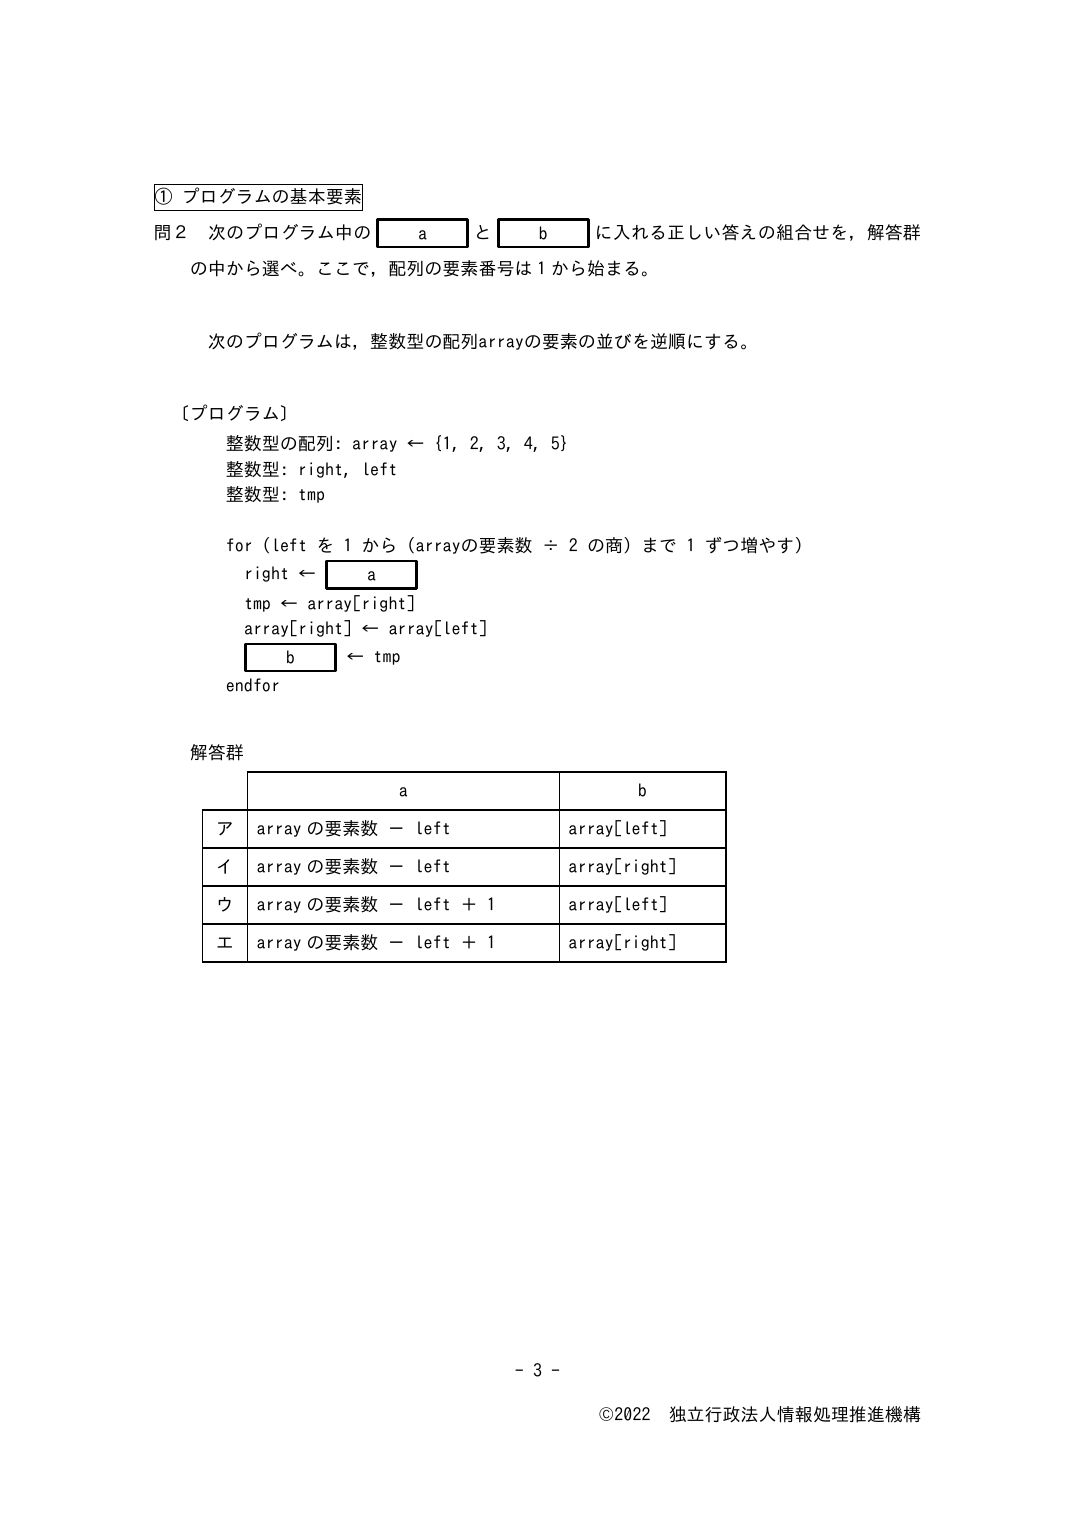 ① プログラムの基本要素
問２　次のプログラム中の a と b に入れる正しい答えの組合せを，解答群
の中から選べ。ここで，配列の要素番号は 1 から始まる。
次のプログラムは，整数型の配列arrayの要素の並びを逆順にする。
〔プログラム〕
整数型の配列: array ← {1, 2, 3, 4, 5}
整数型: right, left
整数型: tmp
for (left を 1 から (arrayの要素数 ÷ 2 の商) まで 1 ずつ増やす)
right ← a
tmp ← array[right]
array[right] ← array[left]
b ← tmp
endfor
解答群
a b
ア array の要素数 － left array[left]
イ array の要素数 － left array[right]
ウ array の要素数 － left ＋ 1 array[left]
エ array の要素数 － left ＋ 1 array[right]
- 3 -
©2022　独立行政法人情報処理推進機構